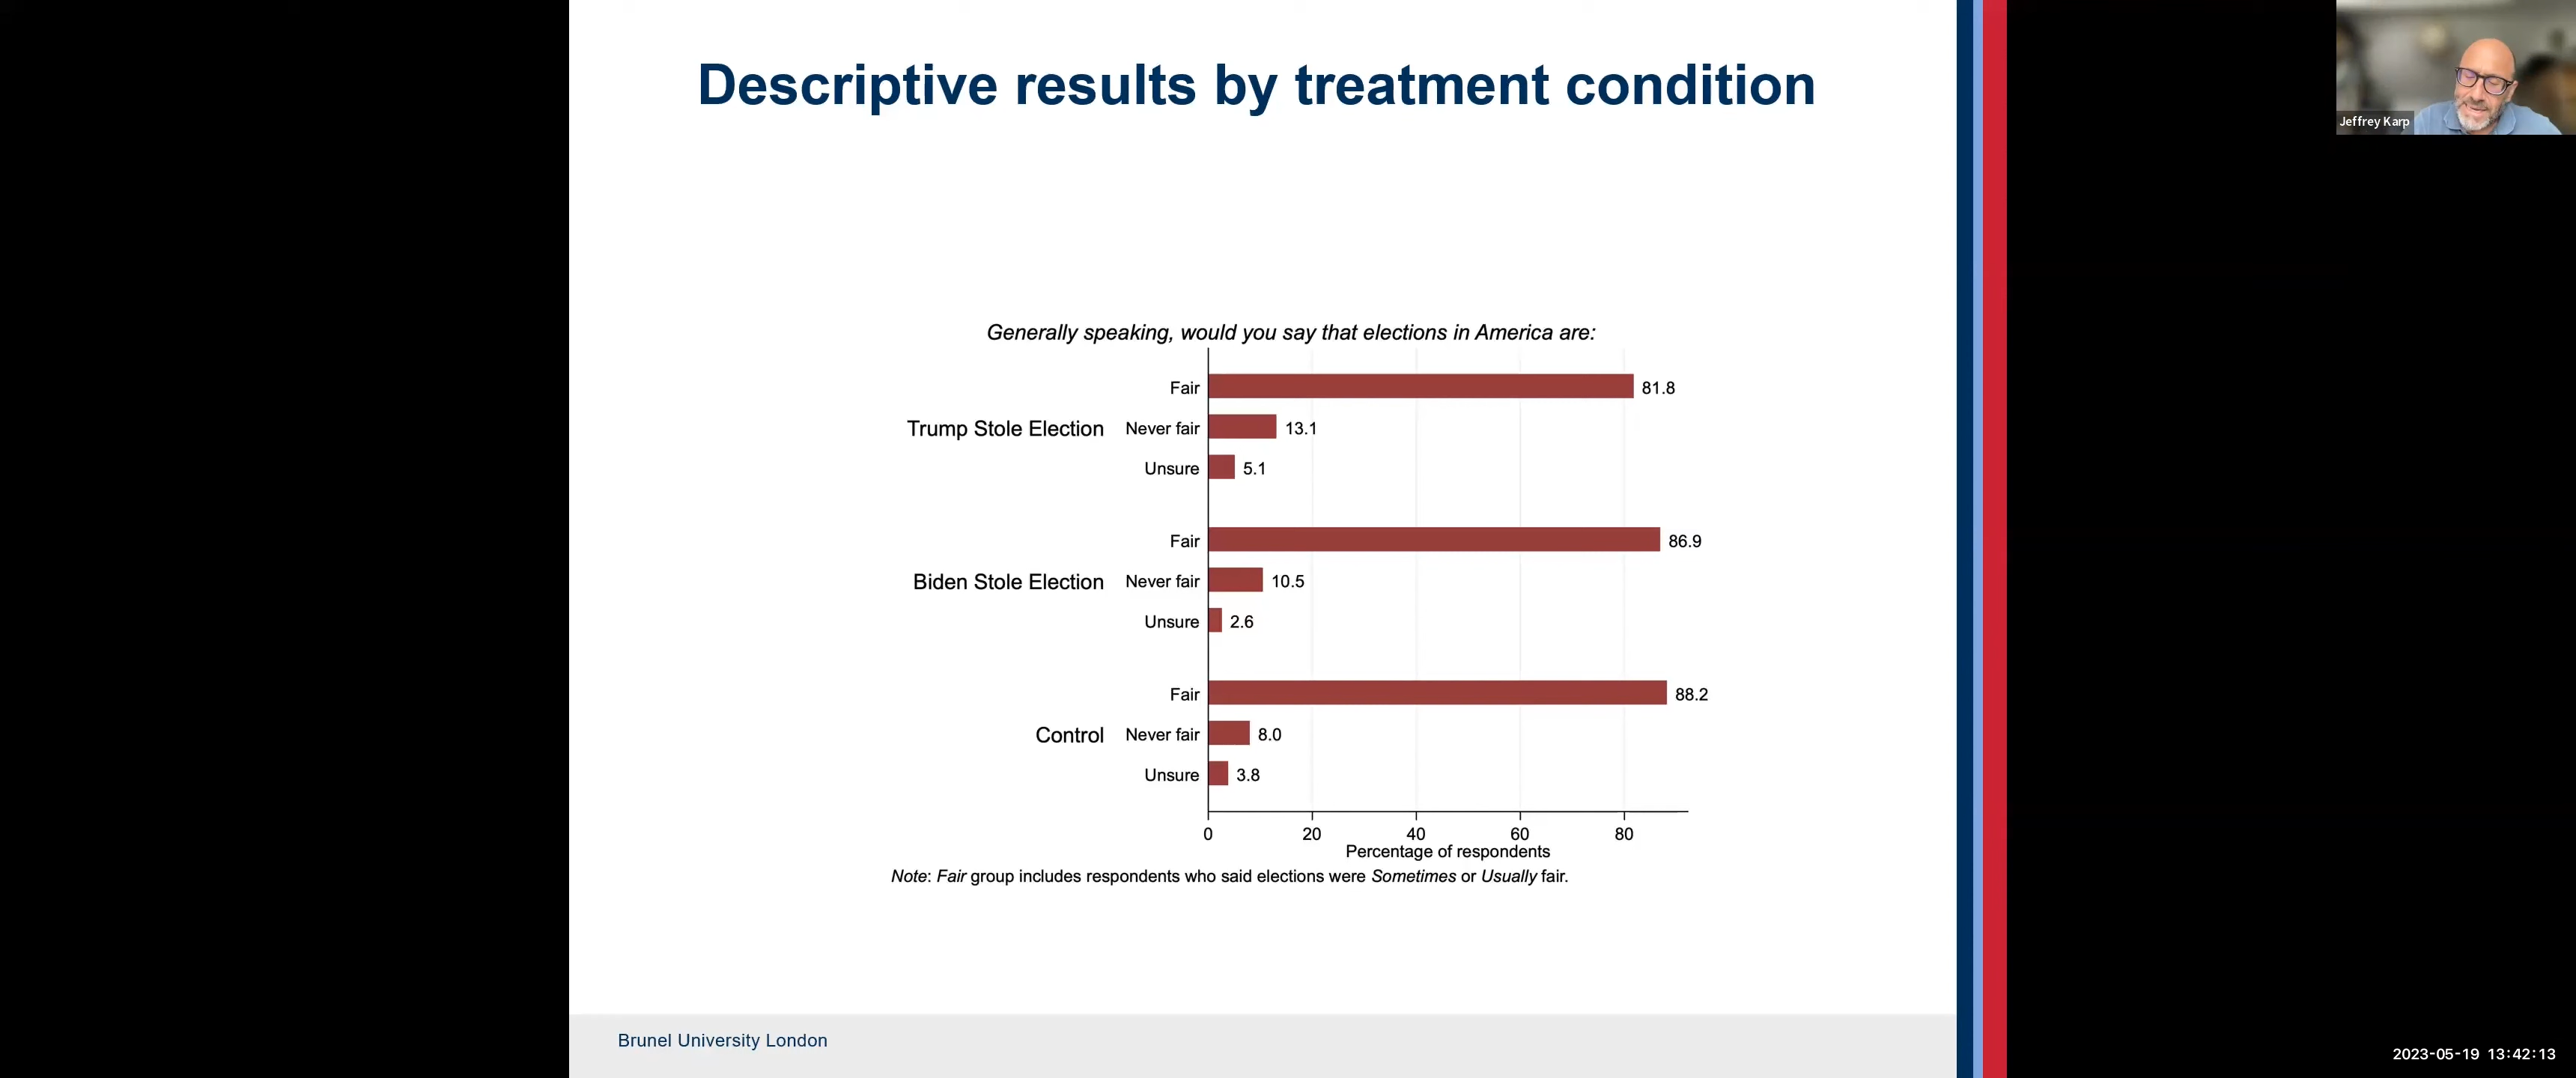 Descriptive results by treatment condition
Jeffrey Karp
Generally speaking, would you say that elections in America are:
Fair 81.8
Trump Stole Election Never fair 13.1
Unsure 5.1
Fair 86.9
Biden Stole Election Never fair 10.5
Unsure 2.6
Fair 88.2
Control Never fair 8.0
Unsure 3.8
0 20 40 60 80
Percentage of respondents
Note: Fair group includes respondents who said elections were Sometimes or Usually fair.
Brunel University London
2023-05-19 13:42:13